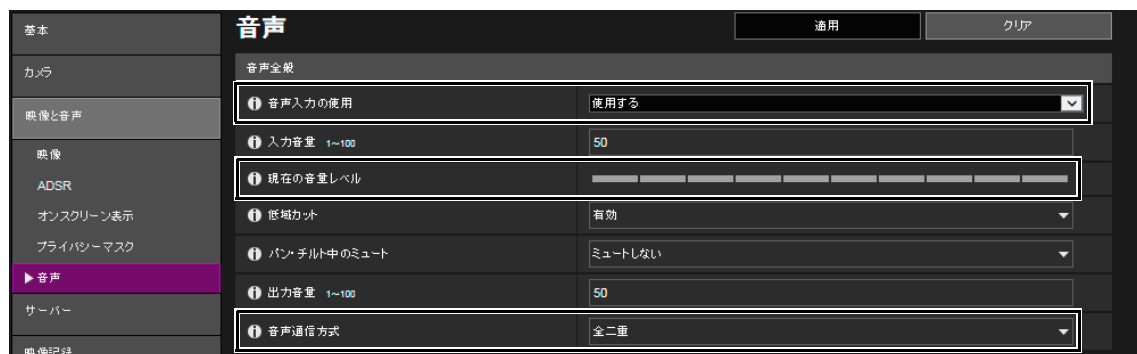 基本
カメラ
映像と音声
映像
ADSR
オンスクリーン表示
プライバシーマスク
▶音声
サーバー
映像記録
音声
適用
クリア
音声全般
音声入力の使用
使用する
入力音量 1~100
50
現在の音量レベル
低域カット
有効
パン・チルト中のミュート
ミュートしない
出力音量 1~100
50
音声通信方式
全二重